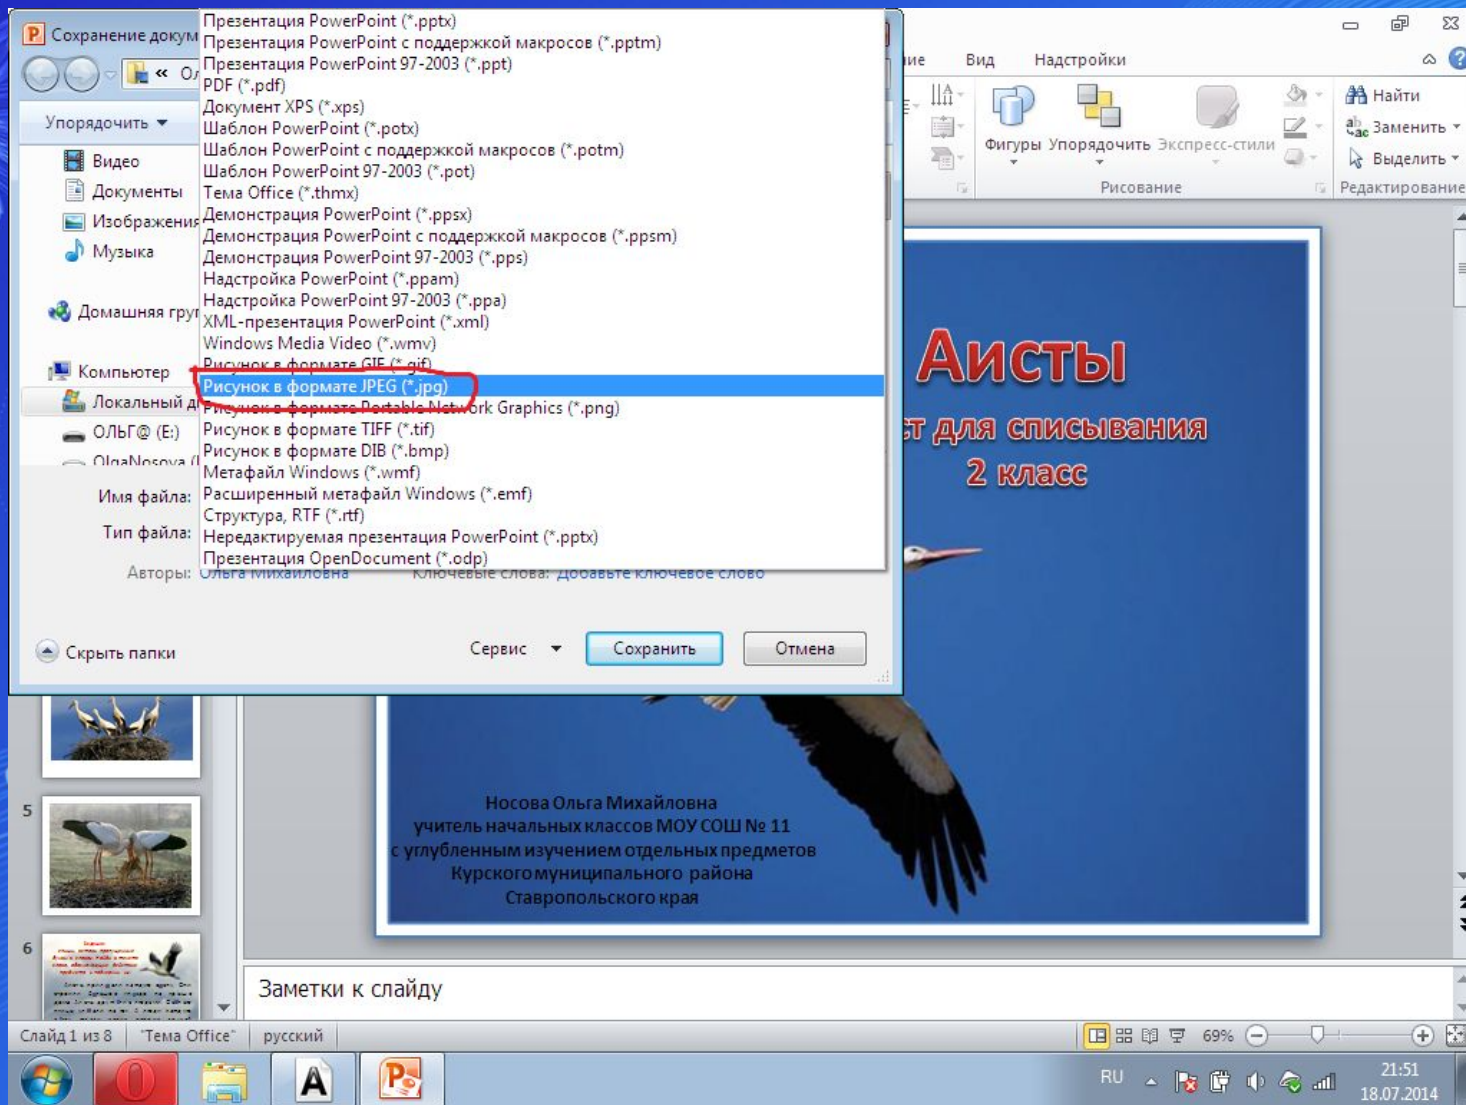 Сохранение докум
« Ол
Упорядочить
Видео
Документы
Изображения
Музыка
Домашняя груп
Компьютер
Локальный д
ОЛЬГ@ (E:)
OlgaNosova (
Имя файла:
Тип файла:
Авторы: Ольга Михайловна
Ключевые слова: Добавьте ключевое слово
Презентация PowerPoint (*.pptx)
Презентация PowerPoint с поддержкой макросов (*.pptm)
Презентация PowerPoint 97-2003 (*.ppt)
PDF (*.pdf)
Документ XPS (*.xps)
Шаблон PowerPoint (*.potx)
Шаблон PowerPoint с поддержкой макросов (*.potm)
Шаблон PowerPoint 97-2003 (*.pot)
Тема Office (*.thmx)
Демонстрация PowerPoint (*.ppsx)
Демонстрация PowerPoint с поддержкой макросов (*.ppsm)
Демонстрация PowerPoint 97-2003 (*.pps)
Надстройка PowerPoint (*.ppam)
Надстройка PowerPoint 97-2003 (*.ppa)
XML-презентация PowerPoint (*.xml)
Windows Media Video (*.wmv)
Рисунок в формате GIF (*.gif)
Рисунок в формате JPEG (*.jpg)
Рисунок в формате Portable Network Graphics (*.png)
Рисунок в формате TIFF (*.tif)
Рисунок в формате DIB (*.bmp)
Метафайл Windows (*.wmf)
Расширенный метафайл Windows (*.emf)
Структура, RTF (*.rtf)
Нередактируемая презентация PowerPoint (*.pptx)
Презентация OpenDocument (*.odp)
Скрыть папки
Сервис
Сохранить
Отмена
ие Вид Надстройки
Фигуры Упорядочить Экспресс-стили
Рисование
Найти
Заменить
Выделить
Редактирование
Аисты
ст для списывания
2 класс
Носова Ольга Михайловна
учитель начальных классов МОУ СОШ № 11
с углубленным изучением отдельных предметов
Курского муниципального района
Ставропольского края
5
6
Заметки к слайду
Слайд 1 из 8 "Тема Office" русский
69%
RU
21:51
18.07.2014